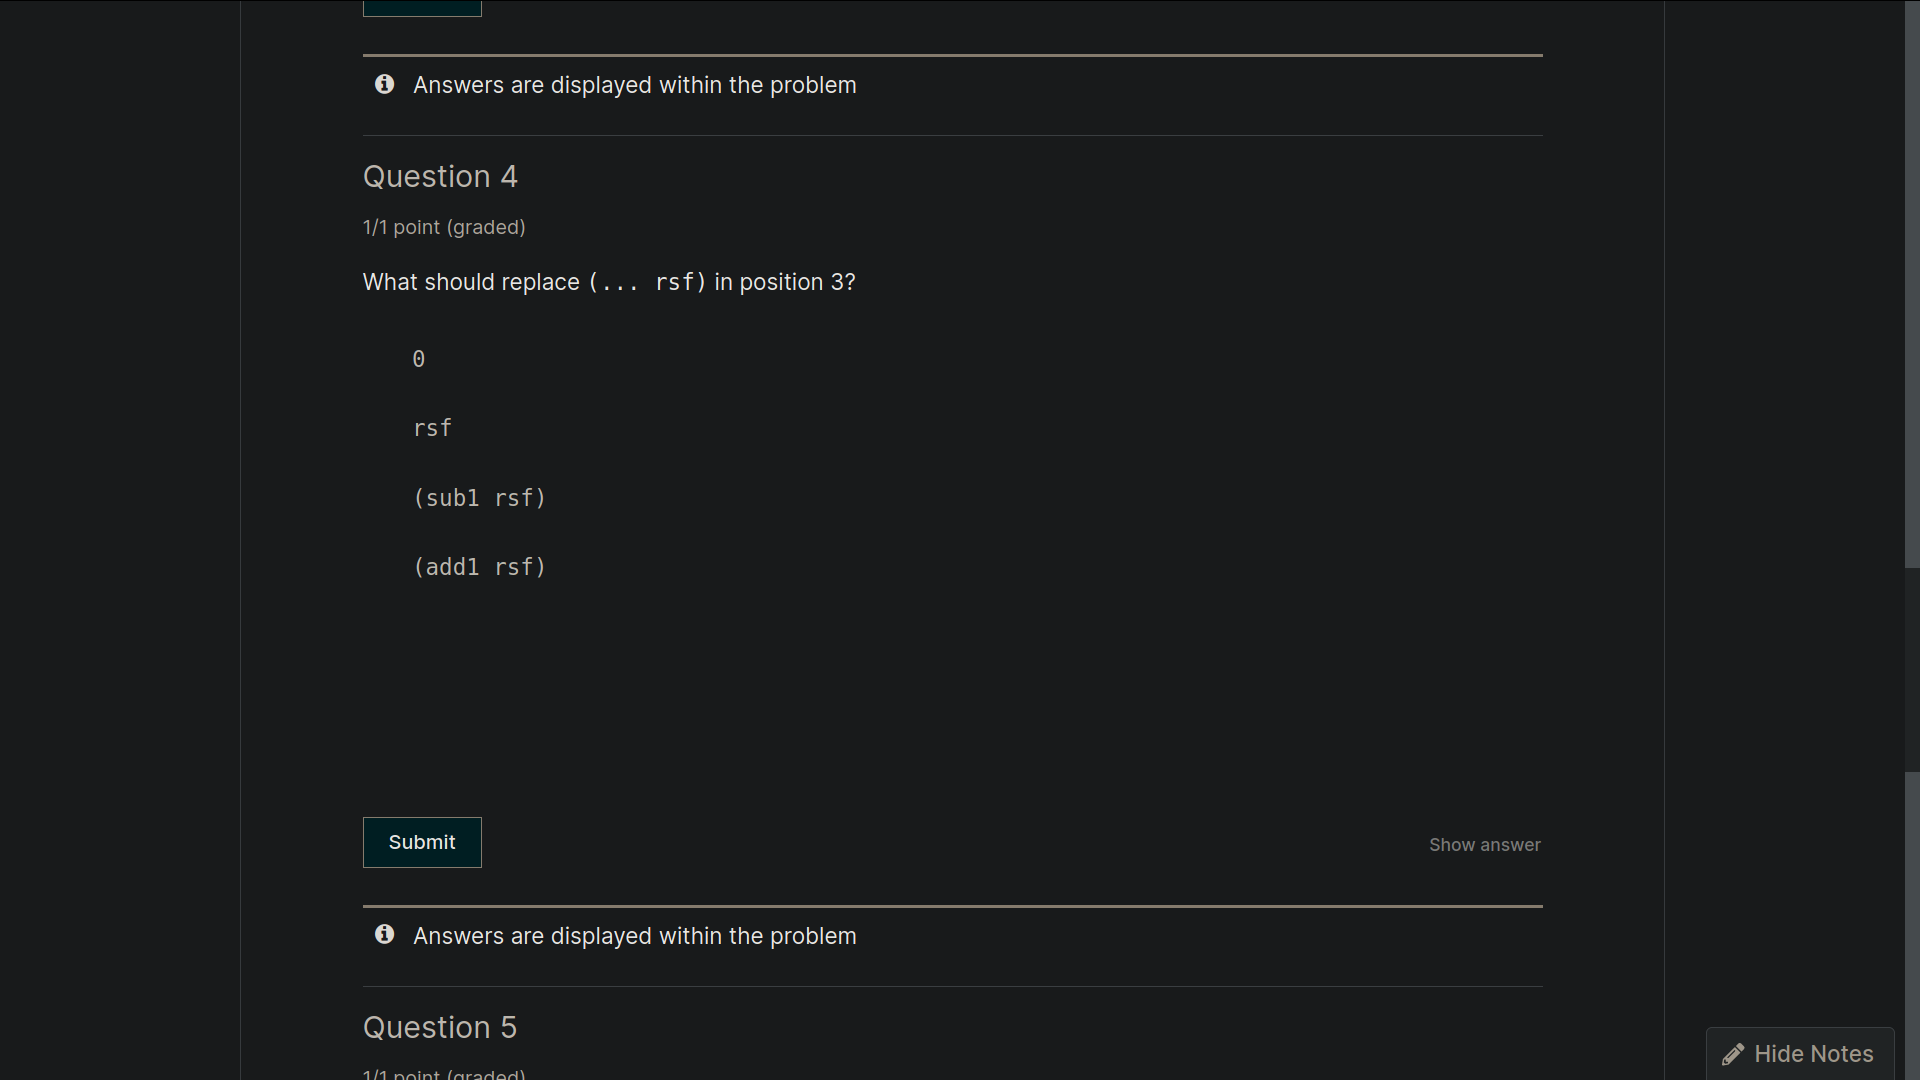 Answers are displayed within the problem
Question 4
1/1 point (graded)
What should replace (... rsf) in position 3?
0
rsf
(sub1 rsf)
(add1 rsf)
Submit
Show answer
Answers are displayed within the problem
Question 5
1/1 point (graded)
Hide Notes